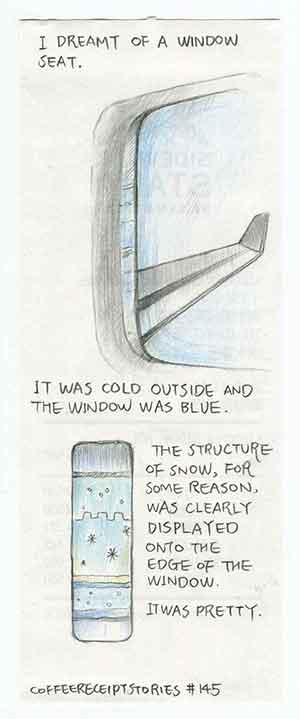 I DREAMT OF A WINDOW
SEAT.
IT WAS COLD OUTSIDE AND
THE WINDOW WAS BLUE.
THE STRUCTURE
OF SNOW, FOR
SOME REASON,
WAS CLEARLY
DISPLAYED
ONTO THE
EDGE OF THE
WINDOW.
IT WAS PRETTY.
COFFEERECEIPTSTORIES #145